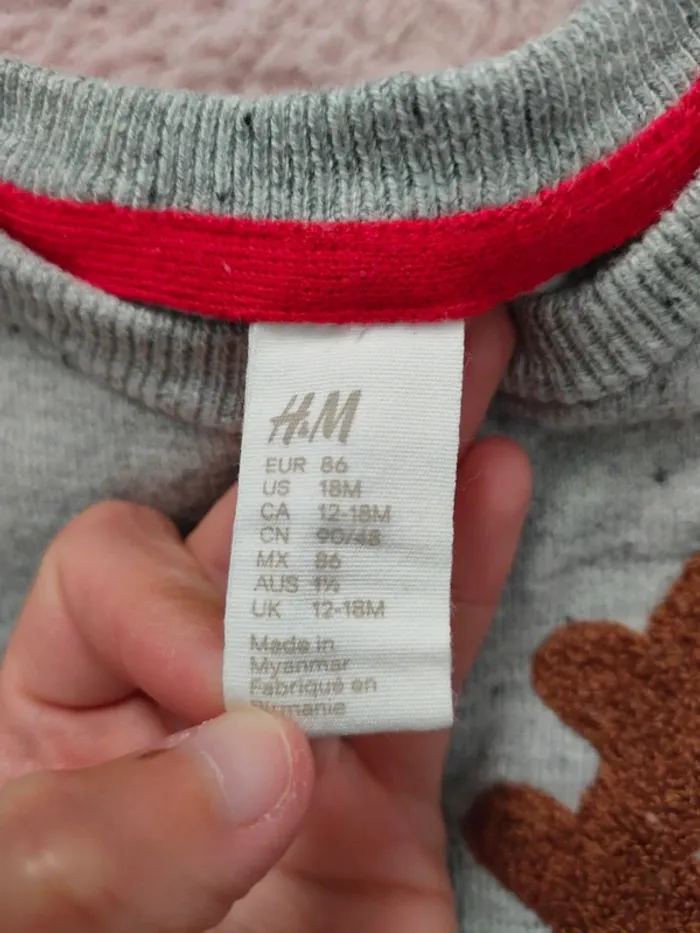 H&M
EUR 86
US 18M
CA 12-18M
CN 90/48
MX 86
AUS 1½
UK 12-18M
Made in
Myanmar
Fabriqué en
Birmanie